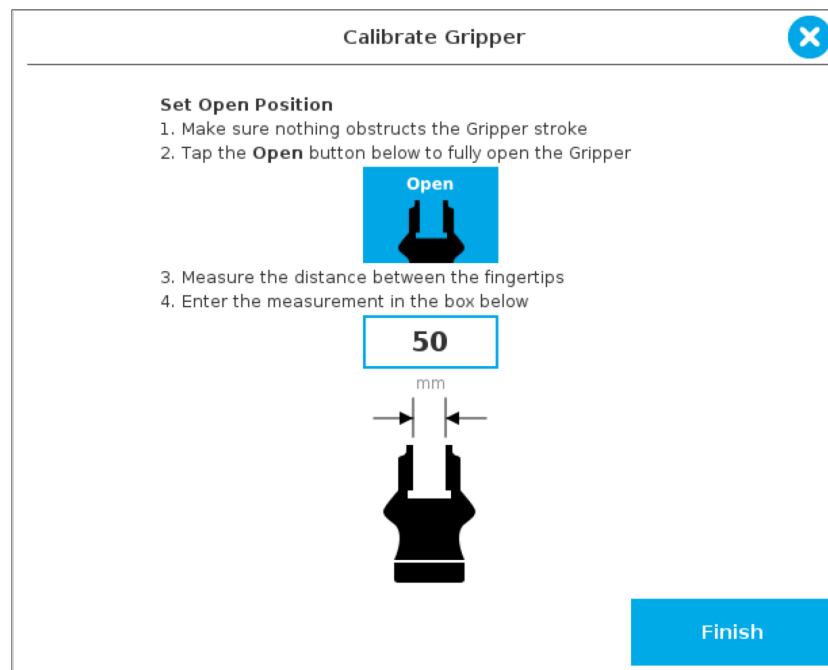 Calibrate Gripper
Set Open Position
1. Make sure nothing obstructs the Gripper stroke
2. Tap the Open button below to fully open the Gripper
Open
3. Measure the distance between the fingertips
4. Enter the measurement in the box below
50
mm
Finish